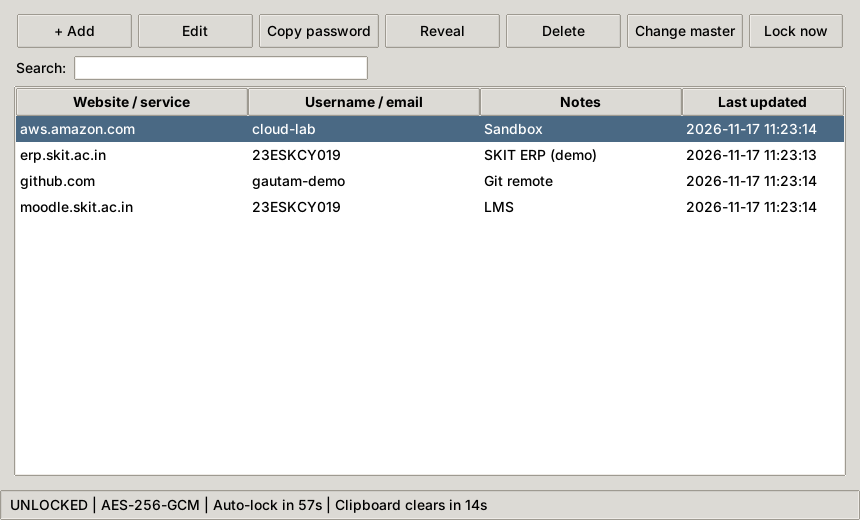 + Add Edit Copy password Reveal Delete Change master Lock now
Search:
Website / service Username / email Notes Last updated
aws.amazon.com cloud-lab Sandbox 2026-11-17 11:23:14
erp.skit.ac.in 23ESKCY019 SKIT ERP (demo) 2026-11-17 11:23:13
github.com gautam-demo Git remote 2026-11-17 11:23:14
moodle.skit.ac.in 23ESKCY019 LMS 2026-11-17 11:23:14
UNLOCKED | AES-256-GCM | Auto-lock in 57s | Clipboard clears in 14s